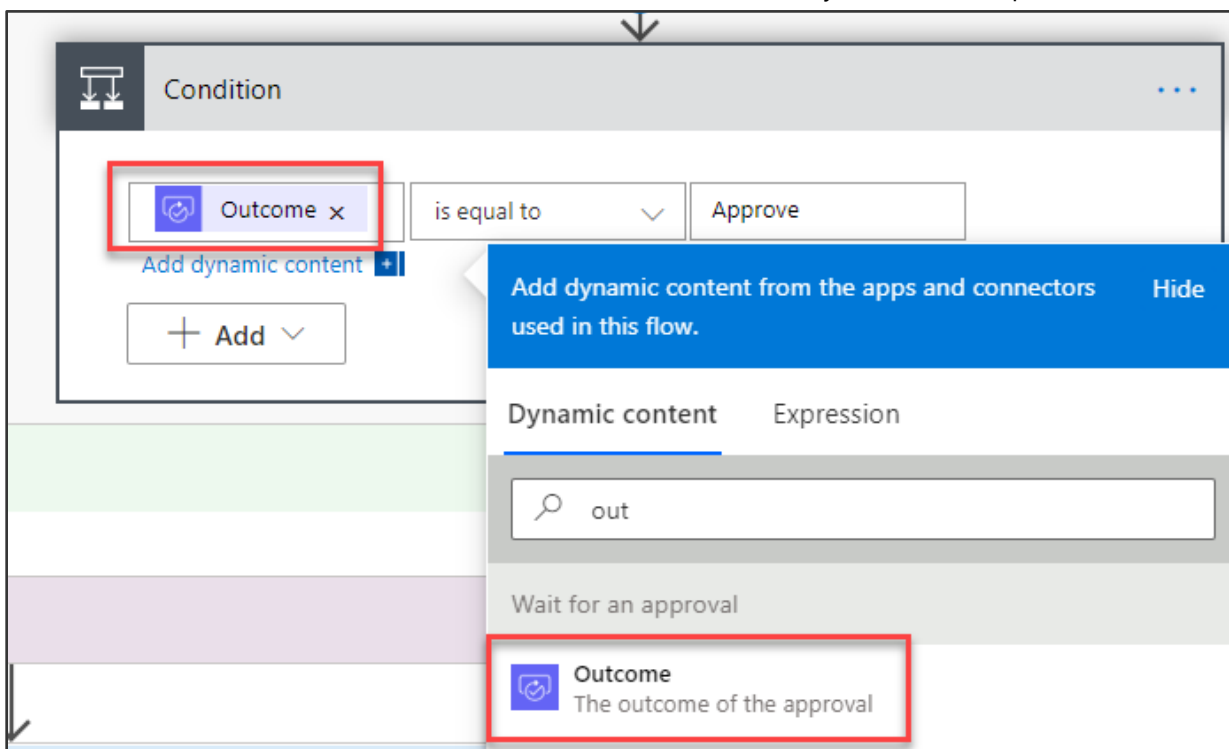 Condition
Outcome ×
is equal to
Approve
Add dynamic content
Add dynamic content from the apps and connectors
used in this flow.
Hide
+ Add
Dynamic content
Expression
out
Wait for an approval
Outcome
The outcome of the approval